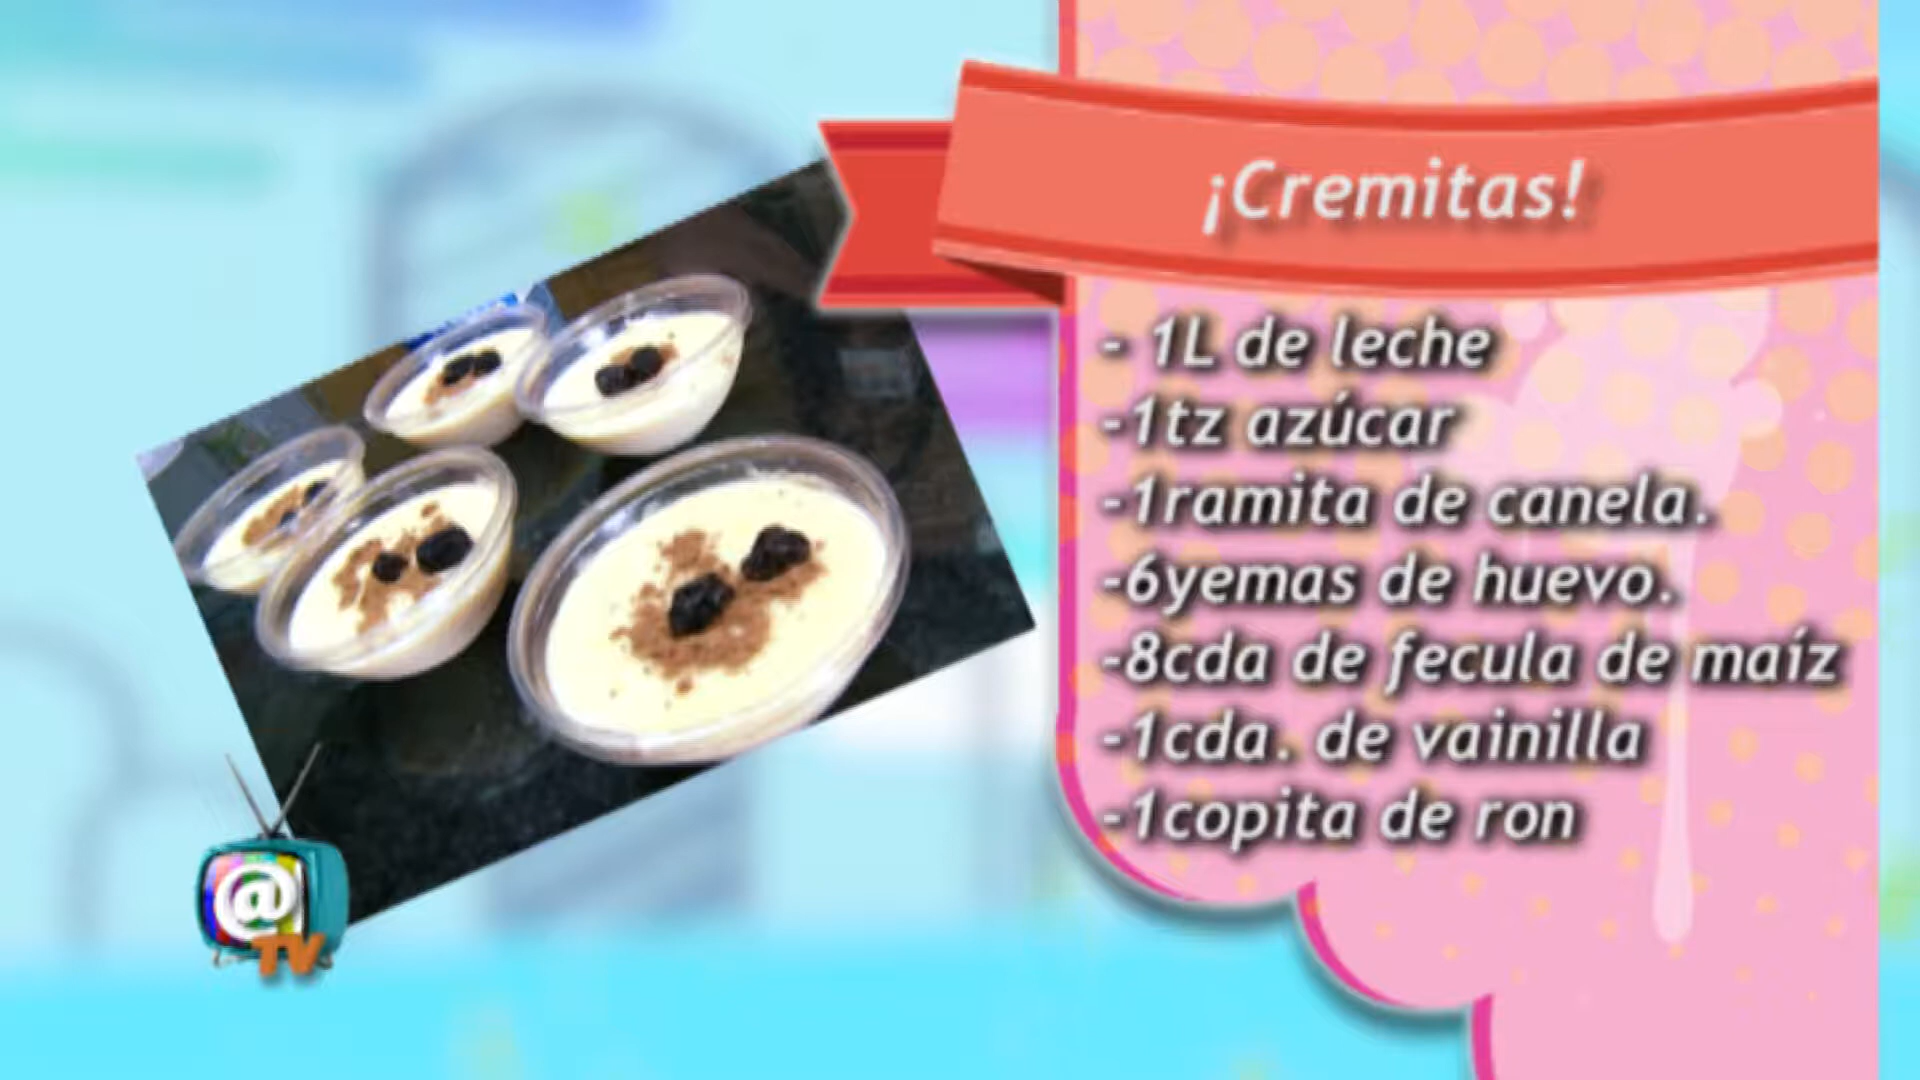 ¡Cremitas!
- 1L de leche
-1tz azúcar
-1ramita de canela.
-6yemas de huevo.
-8cda de fecula de maíz
-1cda. de vainilla
-1copita de ron
@
TV